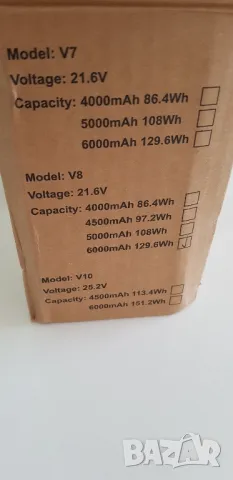 Model: V7
Voltage: 21.6V
Capacity: 4000mAh 86.4Wh
5000mAh 108Wh
6000mAh 129.6Wh
Model: V8
Voltage: 21.6V
Capacity: 4000mAh 86.4Wh
4500mAh 97.2Wh
5000mAh 108Wh
6000mAh 129.6Wh
Model: V10
Voltage: 25.2V
Capacity: 4500mAh 113.4Wh
6000mAh 151.2Wh
BAZAR